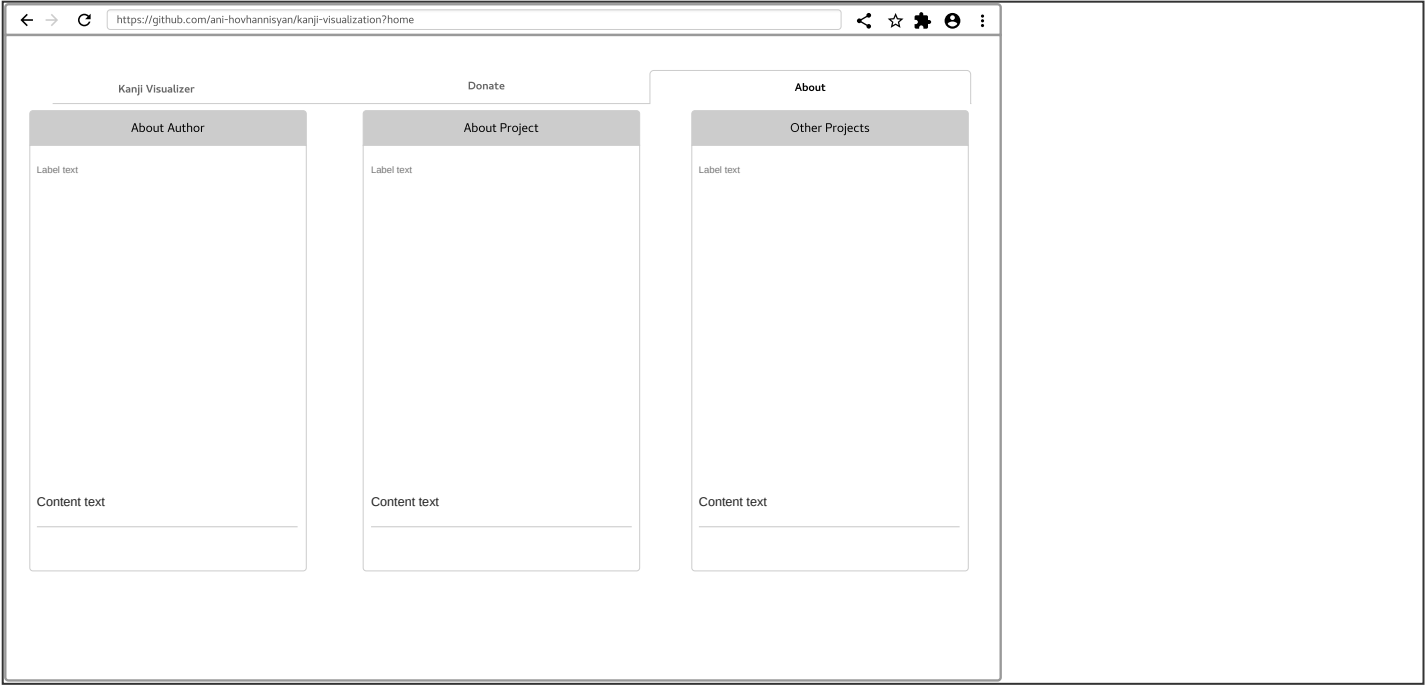 https://github.com/ani-hovhannisyan/kanji-visualization?home
Kanji Visualizer
Donate
About
About Author
About Project
Other Projects
Label text
Label text
Label text
Content text
Content text
Content text